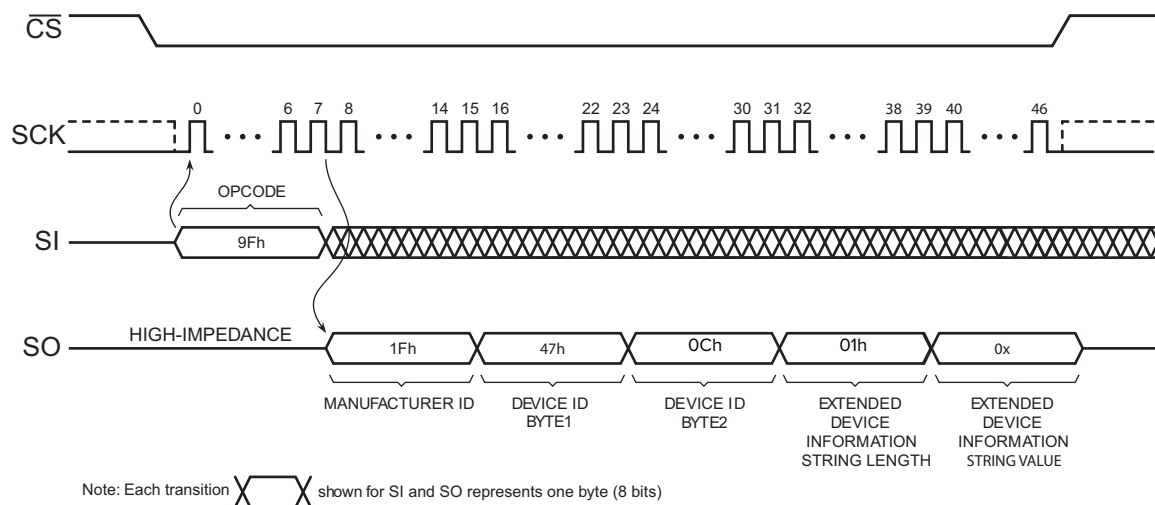 CS
SCK
0 6 7 8 14 15 16 22 23 24 30 31 32 38 39 40 46
OPCODE
SI
9Fh
HIGH-IMPEDANCE
SO
1Fh 47h 0Ch 01h 0x
MANUFACTURER ID
DEVICE ID
BYTE1
DEVICE ID
BYTE2
EXTENDED
DEVICE
INFORMATION
STRING LENGTH
EXTENDED
DEVICE
INFORMATION
STRING VALUE
Note: Each transition shown for SI and SO represents one byte (8 bits)